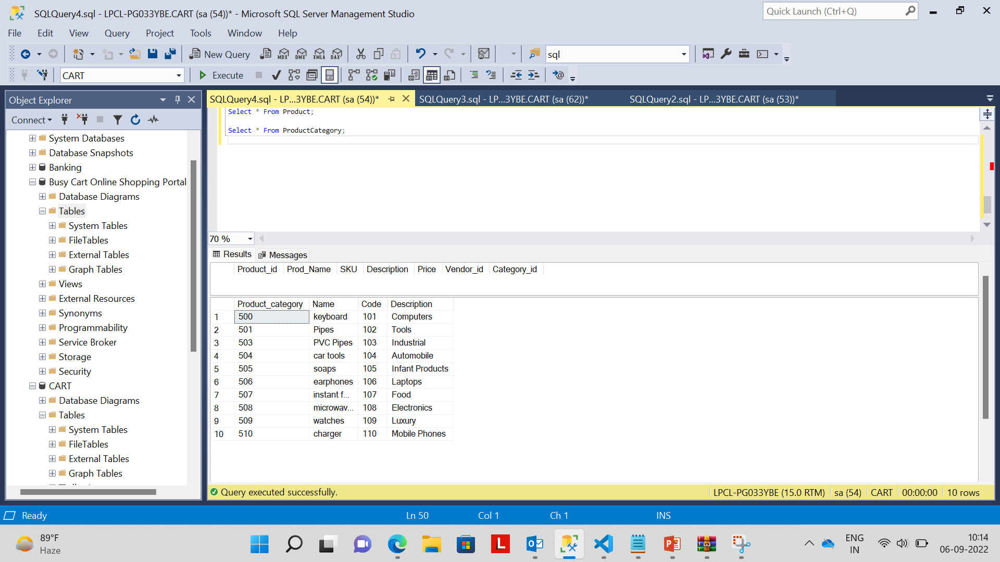 SQLQuery4.sql - LPCL-PG033YBE.CART (sa (54))* - Microsoft SQL Server Management Studio
Quick Launch (Ctrl+Q)
File Edit View Query Project Tools Window Help
New Query MDX DMX XMLA DAX sql
CART Execute
Object Explorer
Connect
System Databases
Database Snapshots
Banking
Busy Cart Online Shopping Portal
Database Diagrams
Tables
System Tables
FileTables
External Tables
Graph Tables
Views
External Resources
Synonyms
Programmability
Service Broker
Storage
Security
CART
Database Diagrams
Tables
System Tables
FileTables
External Tables
Graph Tables
SQLQuery4.sql - LP...3YBE.CART (sa (54))* SQLQuery3.sql - LP...3YBE.CART (sa (62))* SQLQuery2.sql - LP...3YBE.CART (sa (53))*
Select * From Product;
Select * From ProductCategory;
70 %
Results Messages
Product_id Prod_Name SKU Description Price Vendor_id Category_id
Product_category Name Code Description
1 500 keyboard 101 Computers
2 501 Pipes 102 Tools
3 503 PVC Pipes 103 Industrial
4 504 car tools 104 Automobile
5 505 soaps 105 Infant Products
6 506 earphones 106 Laptops
7 507 instant f... 107 Food
8 508 microwav... 108 Electronics
9 509 watches 109 Luxury
10 510 charger 110 Mobile Phones
Query executed successfully. LPCL-PG033YBE (15.0 RTM) sa (54) CART 00:00:00 10 rows
Ready Ln 50 Col 1 Ch 1 INS
89°F
Haze
ENG
IN
10:14
06-09-2022